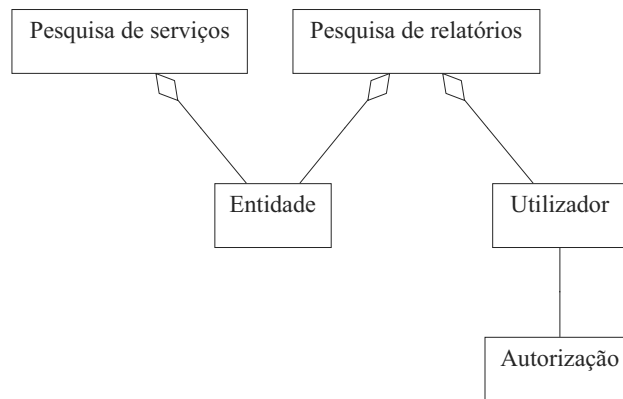 Pesquisa de serviços
Pesquisa de relatórios
Entidade
Utilizador
Autorização